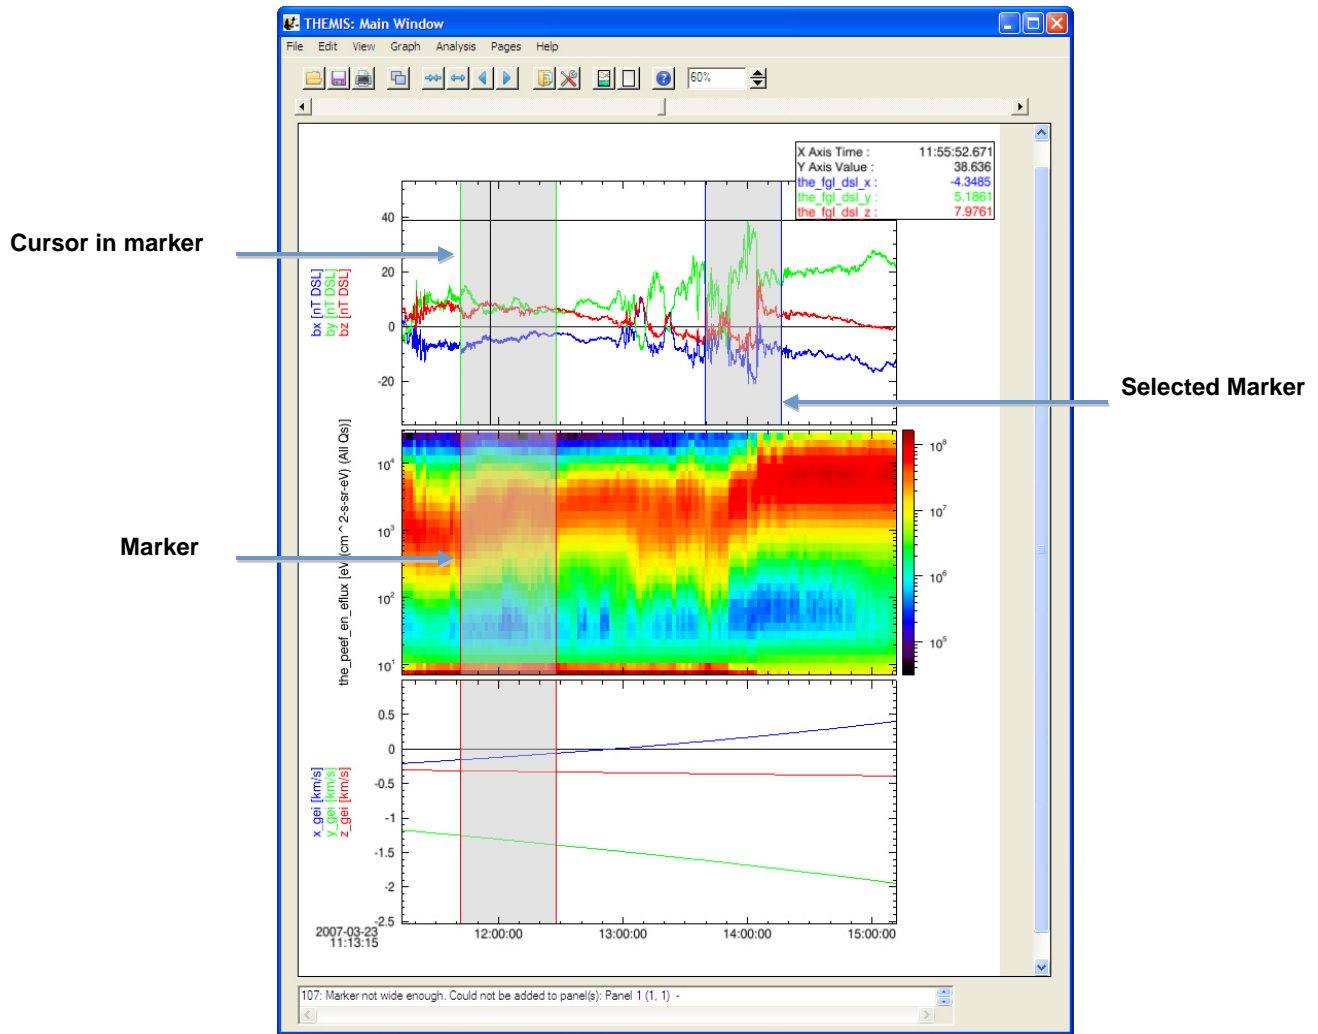 THEMIS: Main Window
File Edit View Graph Analysis Pages Help
60%
X Axis Time : 11:55:52.671
Y Axis Value : 38.636
the_fgl_dsl_x : -4.3485
the_fgl_dsl_y : 5.1861
the_fgl_dsl_z : 7.9761
Cursor in marker
bx [nT DSL]
by [nT DSL]
bz [nT DSL]
40
20
0
-20
Selected Marker
the_peef_en_eflux [eV/(cm ^ 2-s-sr-eV) (All Qs)]
10^4
10^3
10^2
10^1
10^8
10^7
10^6
10^5
Marker
x_gei [km/s]
y_gei [km/s]
z_gei [km/s]
0.5
0
-0.5
-1
-1.5
-2
-2.5
2007-03-23
11:13:15
12:00:00 13:00:00 14:00:00 15:00:00
107: Marker not wide enough. Could not be added to panel(s): Panel 1 (1, 1) -